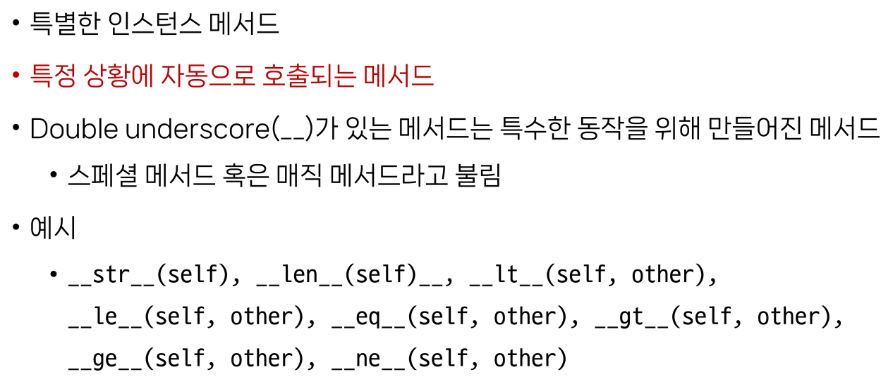 • 특별한 인스턴스 메서드
• 특정 상황에 자동으로 호출되는 메서드
• Double underscore(__)가 있는 메서드는 특수한 동작을 위해 만들어진 메서드
• 스페셜 메서드 혹은 매직 메서드라고 불림
• 예시
• __str__(self), __len__(self)__, __lt__(self, other),
__le__(self, other), __eq__(self, other), __gt__(self, other),
__ge__(self, other), __ne__(self, other)